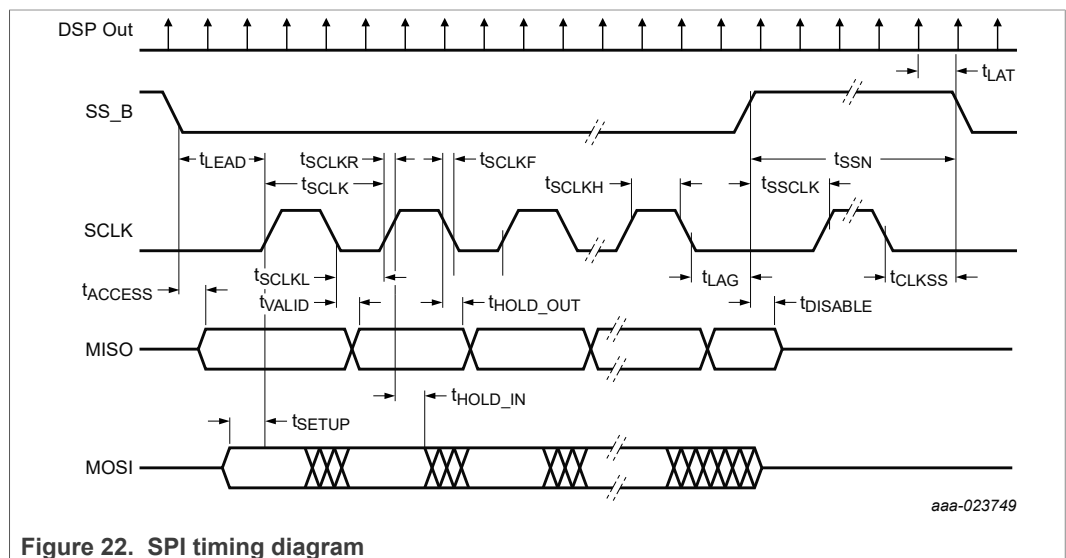 DSP Out
tLAT
SS_B
tLEAD
tSCLKR
tSCLKF
tSSN
tSCLK
tSCLKH
tSSCLK
SCLK
tSCLKL
tLAG
tCLKSS
tACCESS
tVALID
tHOLD_OUT
tDISABLE
MISO
tHOLD_IN
tSETUP
MOSI
aaa-023749
Figure 22. SPI timing diagram